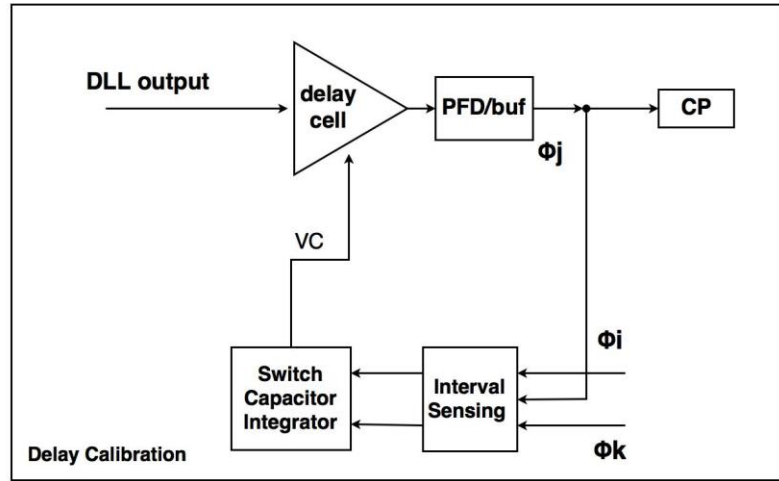 DLL output
delay
cell
PFD/buf
CP
Φj
VC
Switch
Capacitor
Integrator
Interval
Sensing
Φi
Φk
Delay Calibration